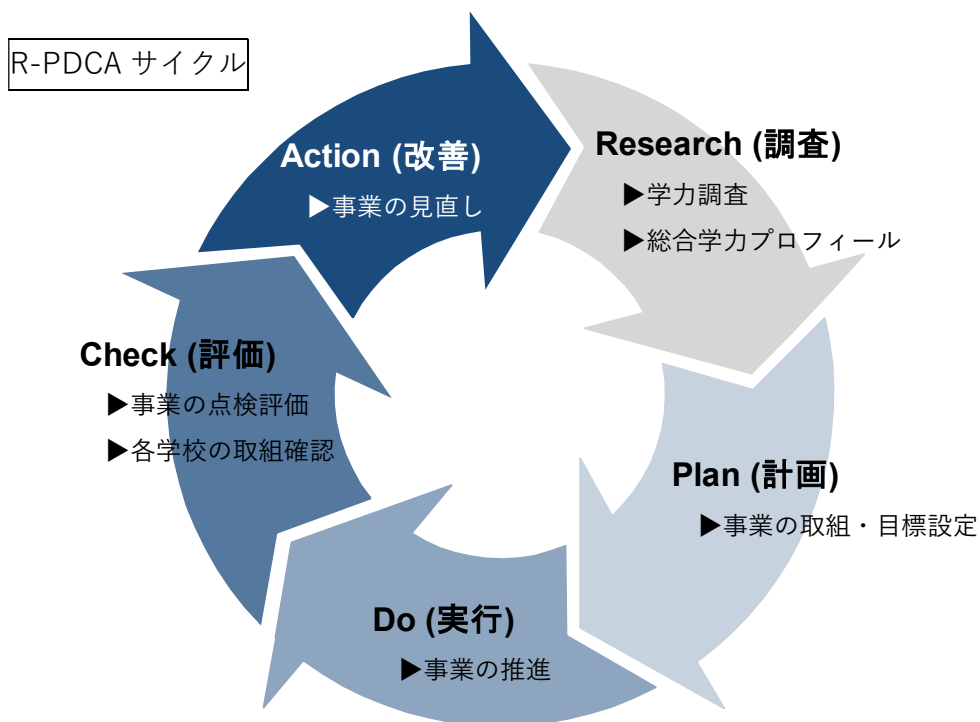 R-PDCA サイクル
Research (調査)
▶学力調査
▶総合学力プロフィール
Plan (計画)
▶事業の取組・目標設定
Do (実行)
▶事業の推進
Check (評価)
▶事業の点検評価
▶各学校の取組確認
Action (改善)
▶事業の見直し